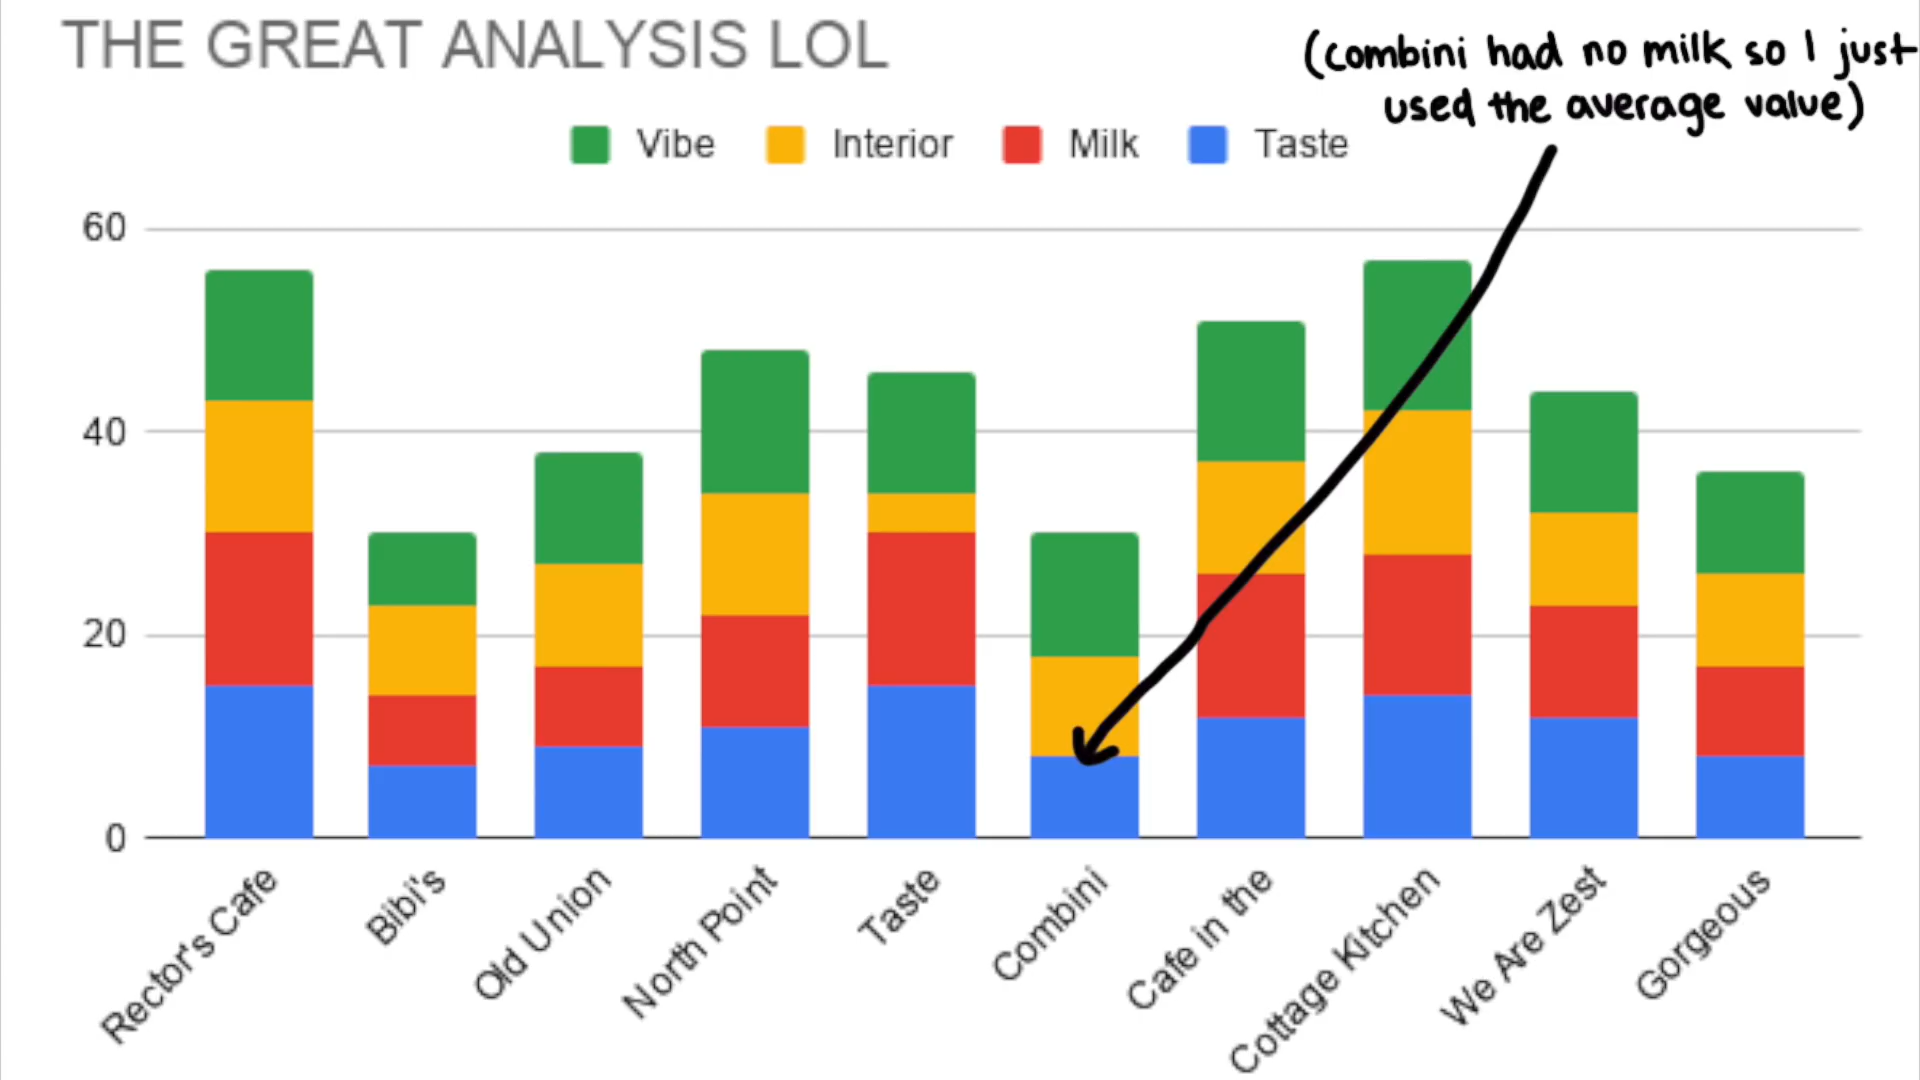 THE GREAT ANALYSIS LOL
(combini had no milk so I just
used the average value)
Vibe Interior Milk Taste
60
40
20
0
Rector's Cafe
Bibi's
Old Union
North Point
Taste
Combini
Cafe in the
Cottage Kitchen
We Are Zest
Gorgeous